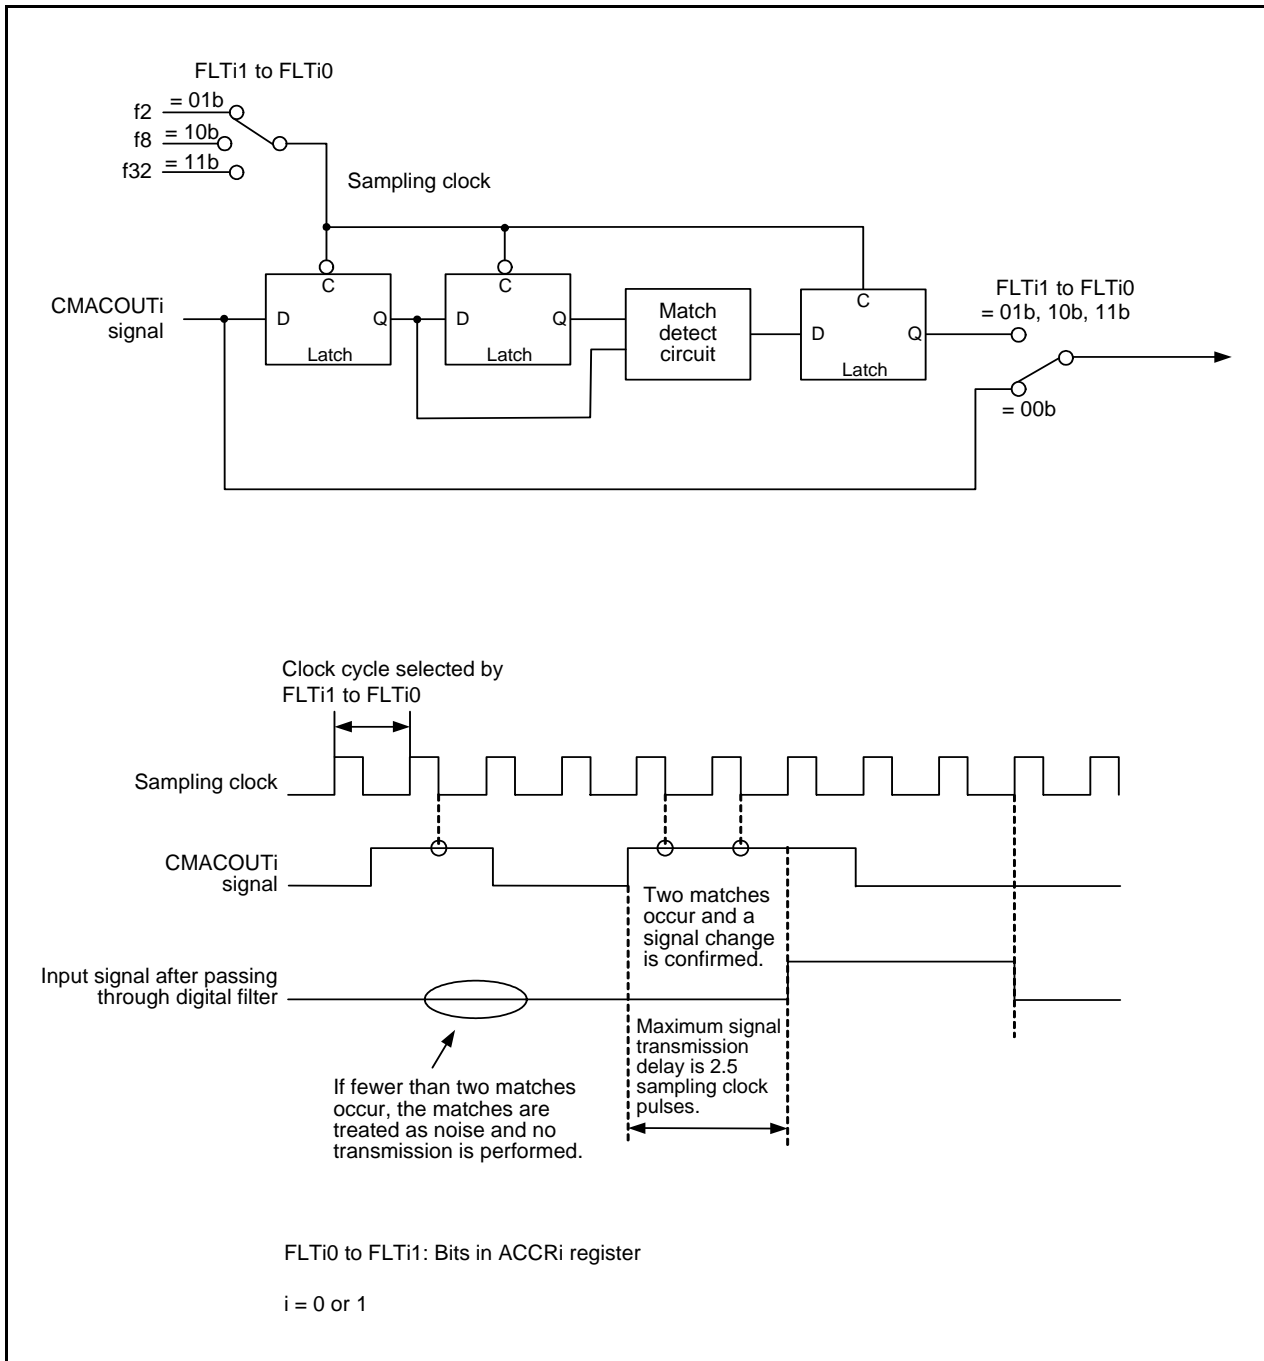 FLTi1 to FLTi0
f2 = 01b
f8 = 10b
f32 = 11b
Sampling clock
CMACOUTi
signal
D C Q
Latch
D C Q
Latch
Match
detect
circuit
D C Q
Latch
FLTi1 to FLTi0
= 01b, 10b, 11b
= 00b
Clock cycle selected by
FLTi1 to FLTi0
Sampling clock
CMACOUTi
signal
Two matches
occur and a
signal change
is confirmed.
Input signal after passing
through digital filter
Maximum signal
transmission
delay is 2.5
sampling clock
pulses.
If fewer than two matches
occur, the matches are
treated as noise and no
transmission is performed.
FLTi0 to FLTi1: Bits in ACCRi register
i = 0 or 1